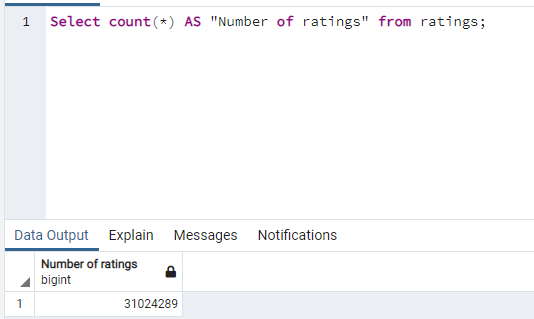 1 Select count(*) AS "Number of ratings" from ratings;
Data Output Explain Messages Notifications
Number of ratings
bigint
1 31024289